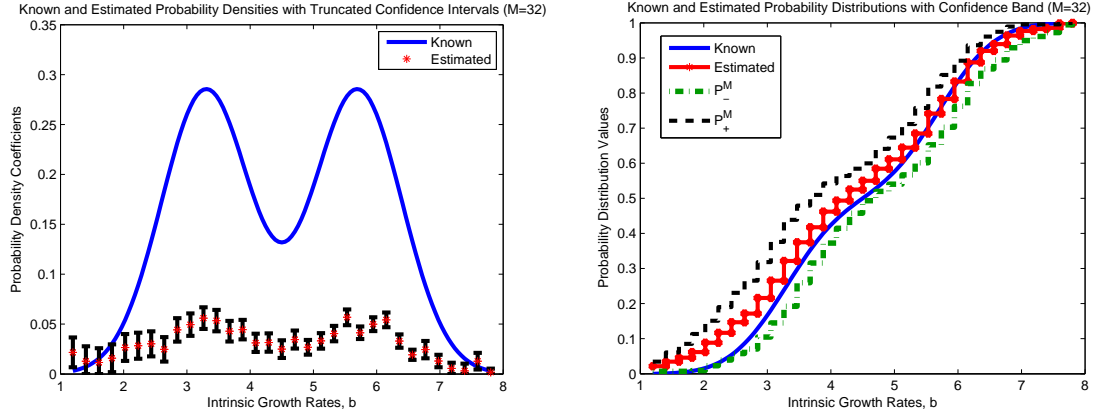 Known and Estimated Probability Densities with Truncated Confidence Intervals (M=32)
0.35
0.3
0.25
0.2
0.15
0.1
0.05
0
Probability Density Coefficients
Known
Estimated
1 2 3 4 5 6 7 8
Intrinsic Growth Rates, b
Known and Estimated Probability Distributions with Confidence Band (M=32)
1
0.9
0.8
0.7
0.6
0.5
0.4
0.3
0.2
0.1
0
Probability Distribution Values
Known
Estimated
P_-^M
P_+^M
1 2 3 4 5 6 7 8
Intrinsic Growth Rates, b